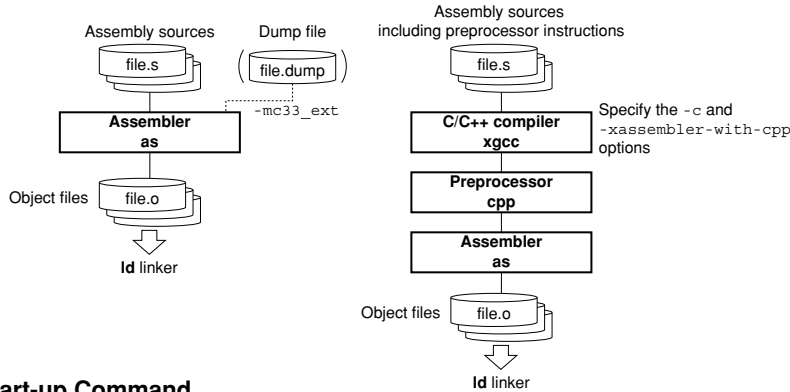 Assembly sources
Dump file
file.s
( file.dump )
-mc33_ext
Assembler
as
Object files
file.o
ld linker
Assembly sources
including preprocessor instructions
file.s
C/C++ compiler
xgcc
Specify the -c and
-xassembler-with-cpp
options
Preprocessor
cpp
Assembler
as
Object files
file.o
ld linker